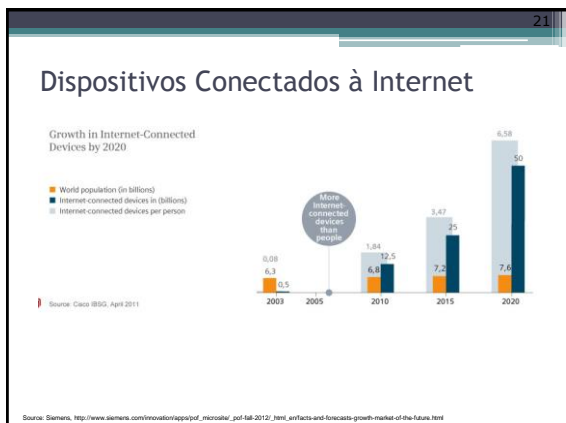 21
Dispositivos Conectados à Internet
Growth in Internet-Connected
Devices by 2020
World population (in billions)
Internet-connected devices in (billions)
Internet-connected devices per person
More
Internet-
connected
devices
than
people
0,08
6,3
0,5
1,84
6,8
12,5
3,47
7,2
25
6,58
7,6
50
2003
2005
2010
2015
2020
Source: Cisco IBSG, April 2011
Source: Siemens, http://www.siemens.com/innovation/apps/pof_microsite/_pof-fall-2012/_html_en/facts-and-forecasts-growth-market-of-the-future.html